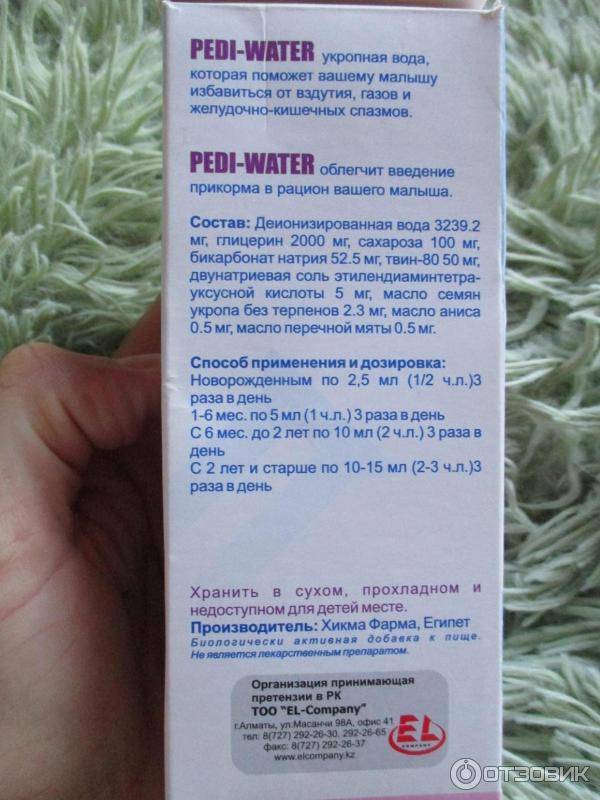 PEDI-WATER укропная вода,
которая поможет вашему малышу
избавиться от вздутия, газов и
желудочно-кишечных спазмов.
PEDI-WATER облегчит введение
прикорма в рацион вашего малыша.
Состав: Деионизированная вода 3239.2
мг, глицерин 2000 мг, сахароза 100 мг,
бикарбонат натрия 52.5 мг, твин-80 50 мг,
двунатриевая соль этилендиаминтетра-
уксусной кислоты 5 мг, масло семян
укропа без терпенов 2.3 мг, масло аниса
0.5 мг, масло перечной мяты 0.5 мг.
Способ применения и дозировка:
Новорожденным по 2,5 мл (1/2 ч.л.)3
раза в день
1-6 мес. по 5 мл (1 ч.л.) 3 раза в день
С 6 мес. до 2 лет по 10 мл (2 ч.л.) 3 раза в
день
С 2 лет и старше по 10-15 мл (2-3 ч.л.)3
раза в день
Хранить в сухом, прохладном и
недоступном для детей месте.
Производитель: Хикма Фарма, Египет
Биологически активная добавка к пище.
Не является лекарственным препаратом.
Организация принимающая
претензии в РК
ТОО "EL-Company"
г.Алматы, ул:Масанчи 98А, офис 41
тел: 8(727) 292-26-30, 292-26-65
факс: 8(727) 292-26-37
www.elcompany.kz
EL
COMPANY
ОТЗОВИК